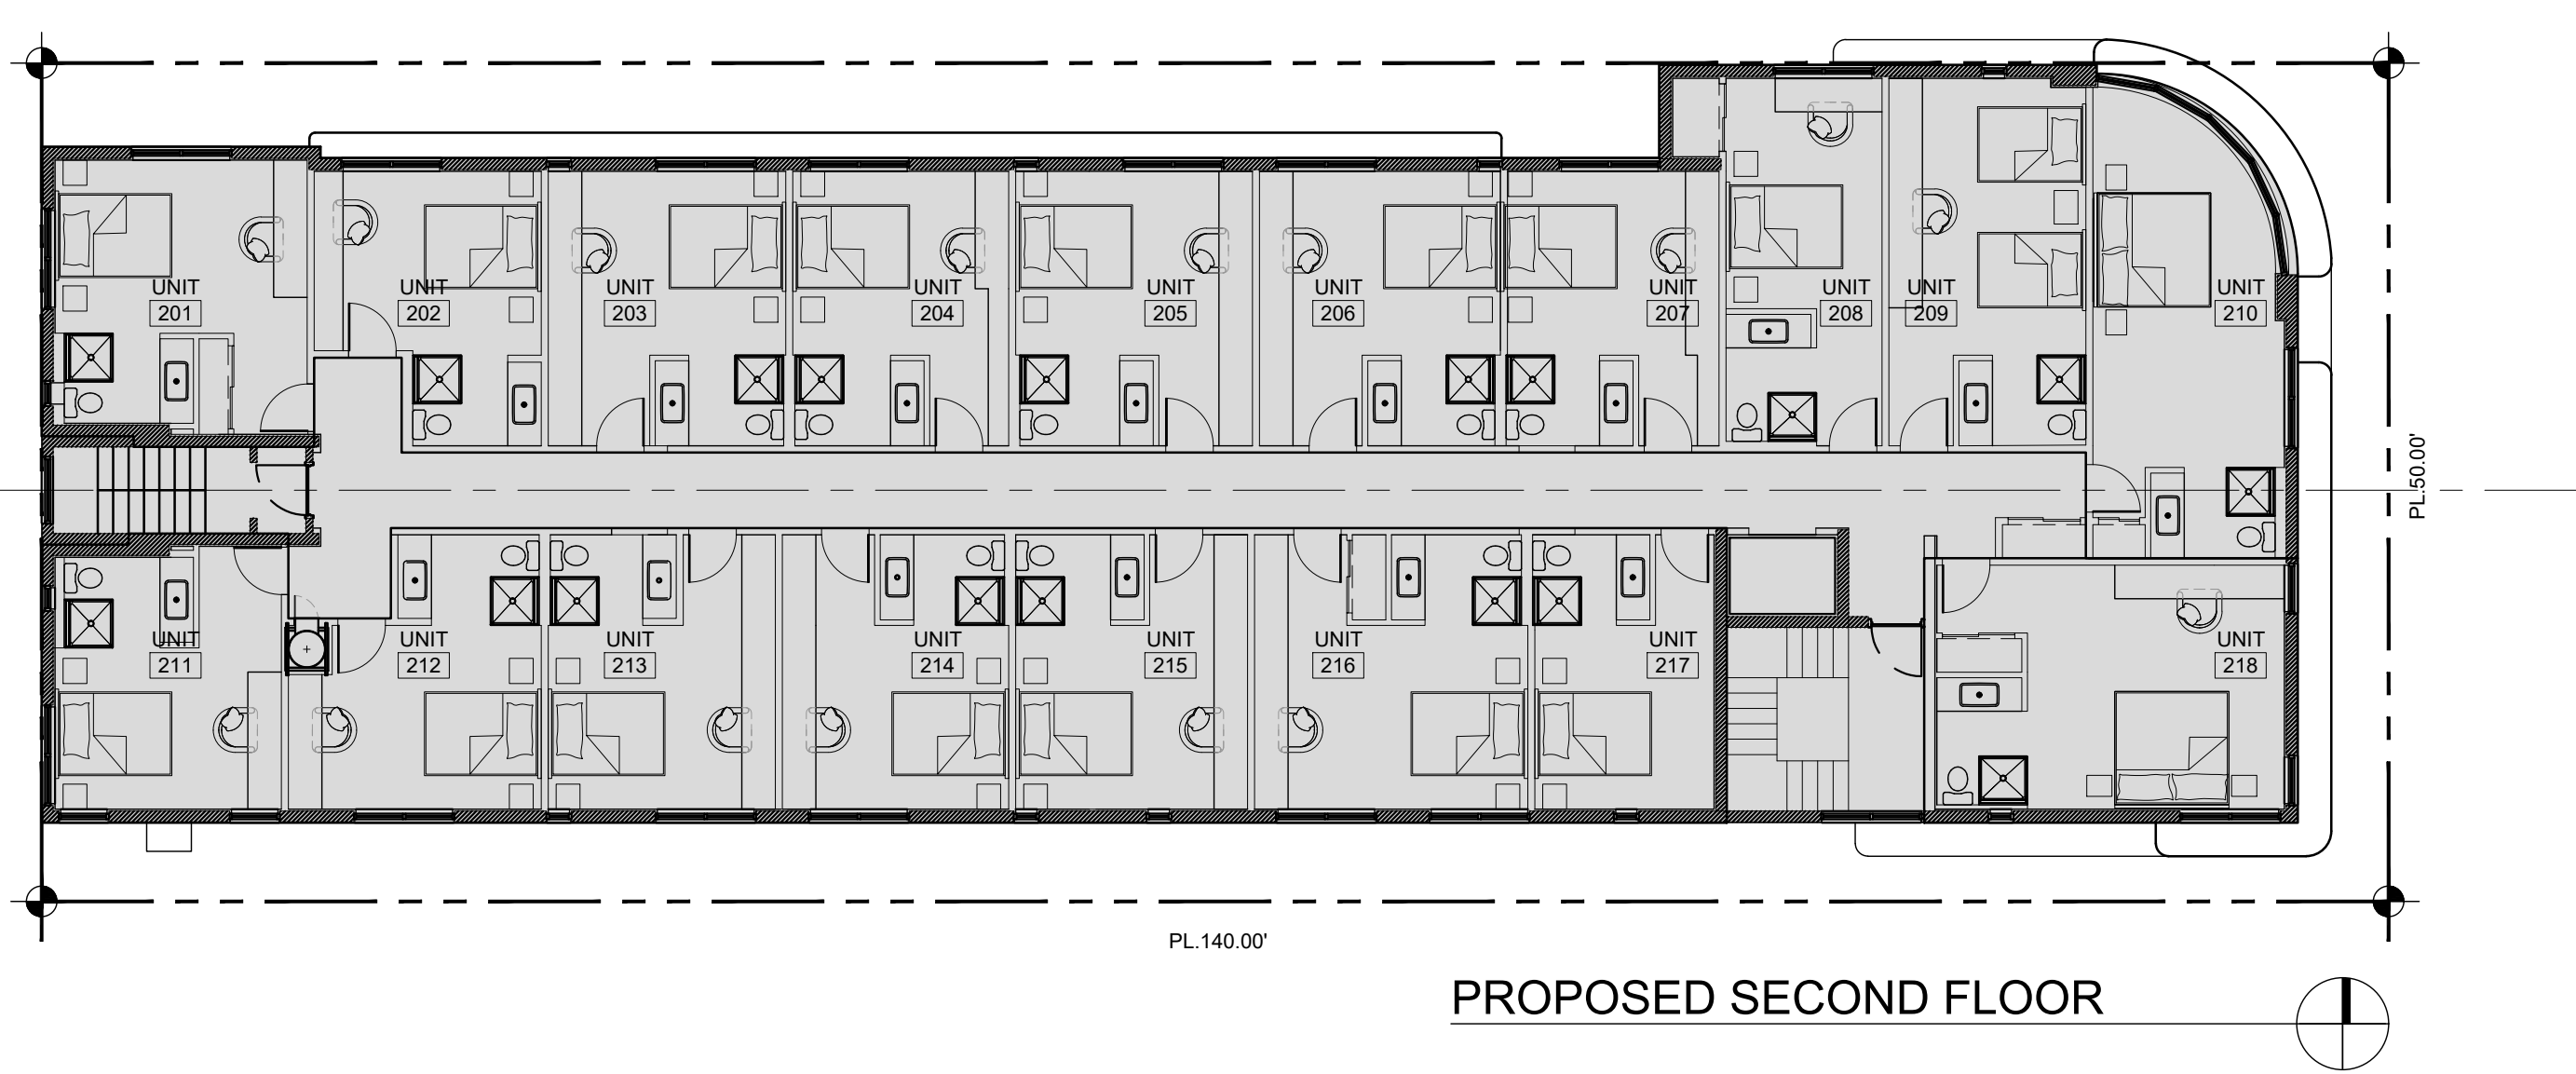 UNIT
201
UNIT
202
UNIT
203
UNIT
204
UNIT
205
UNIT
206
UNIT
207
UNIT
208
UNIT
209
UNIT
210
PL.50.00'
UNIT
211
UNIT
212
UNIT
213
UNIT
214
UNIT
215
UNIT
216
UNIT
217
UNIT
218
PL.140.00'
PROPOSED SECOND FLOOR